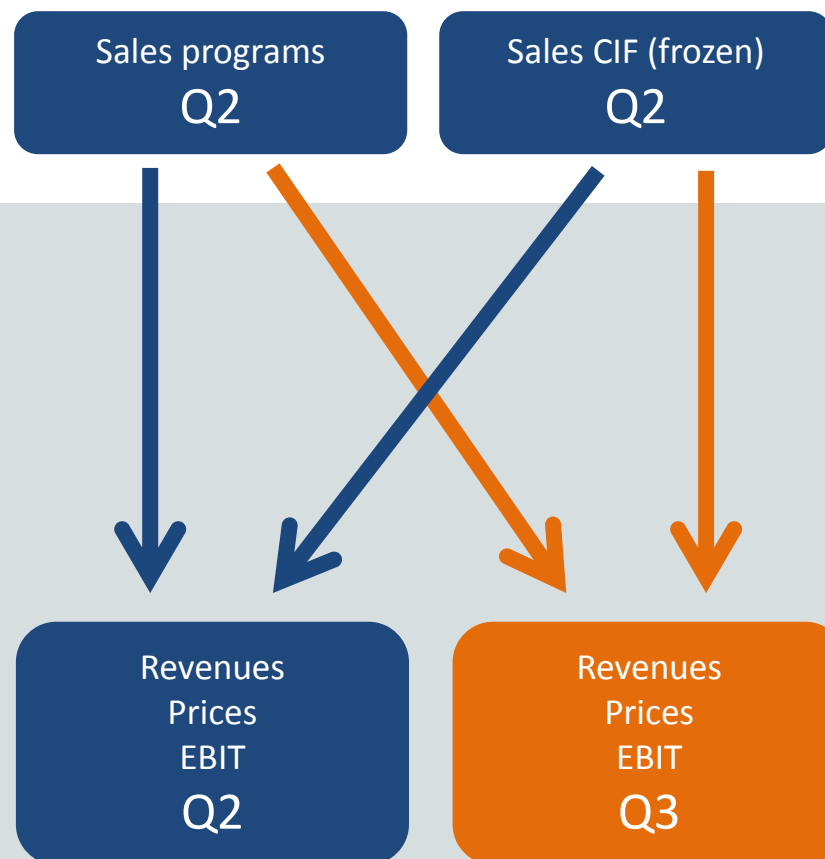 Sales programs
Q2
Sales CIF (frozen)
Q2
Revenues
Prices
EBIT
Q2
Revenues
Prices
EBIT
Q3